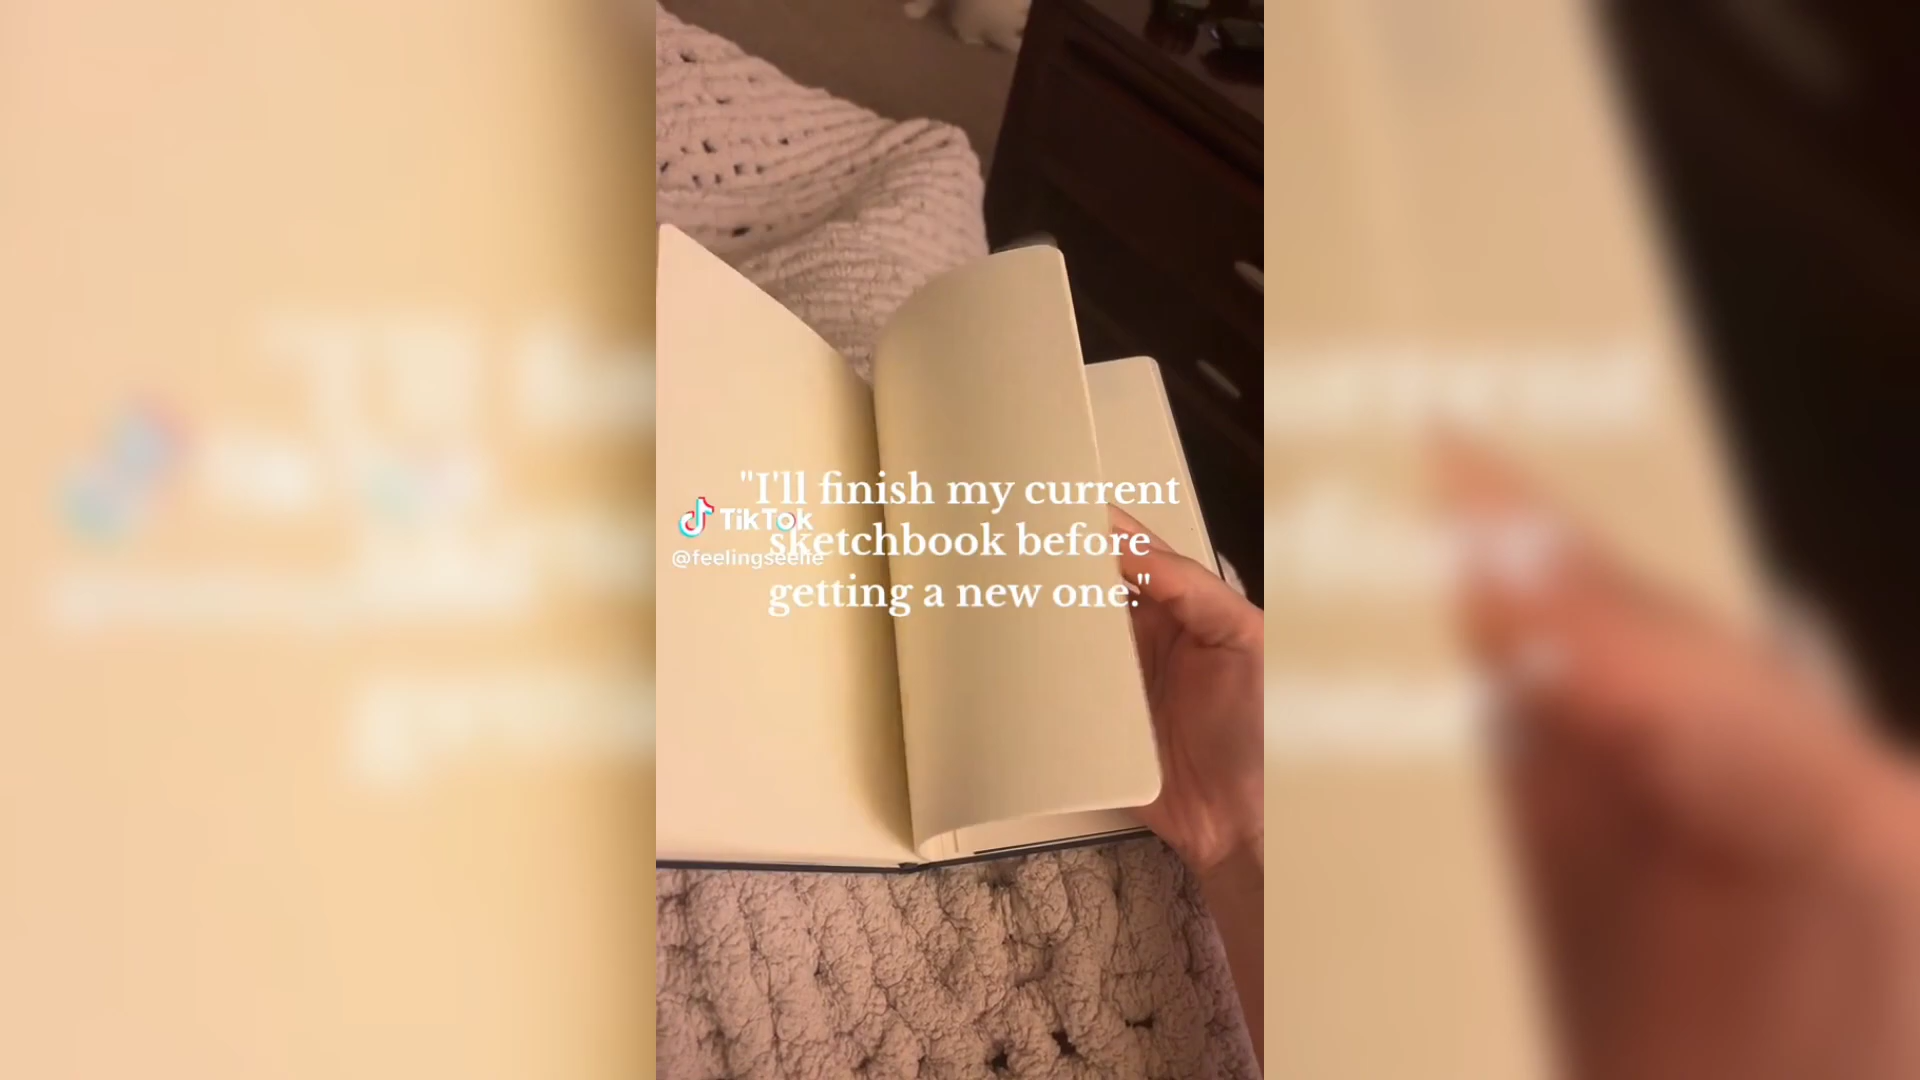 "I'll finish my current
sketchbook before
getting a new one."
TikTok
@feelingseelie